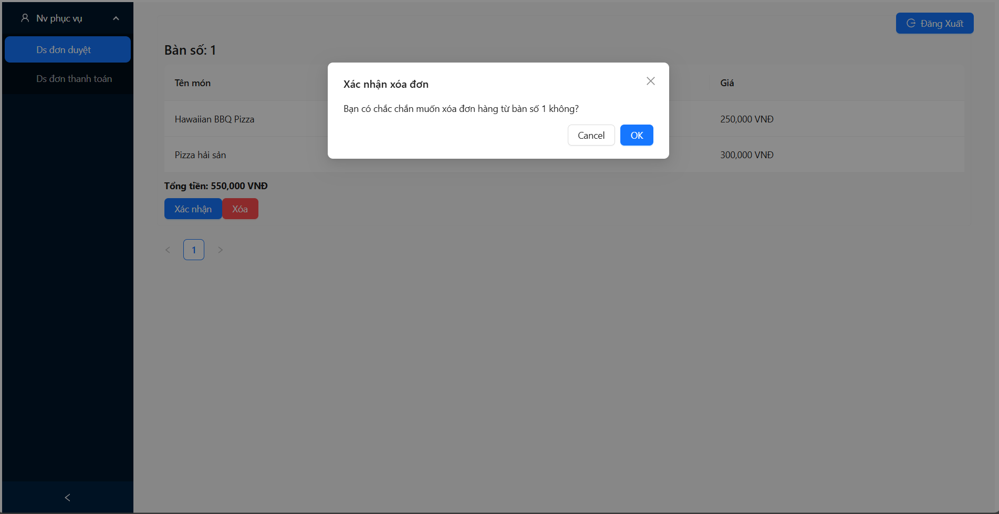 Nv phục vụ
Ds đơn duyệt
Ds đơn thanh toán
Đăng Xuất
Bàn số: 1
Tên món
Giá
Hawaiian BBQ Pizza
250,000 VNĐ
Pizza hải sản
300,000 VNĐ
Tổng tiền: 550,000 VNĐ
Xác nhận
Xóa
1
Xác nhận xóa đơn
Bạn có chắc chắn muốn xóa đơn hàng từ bàn số 1 không?
Cancel
OK